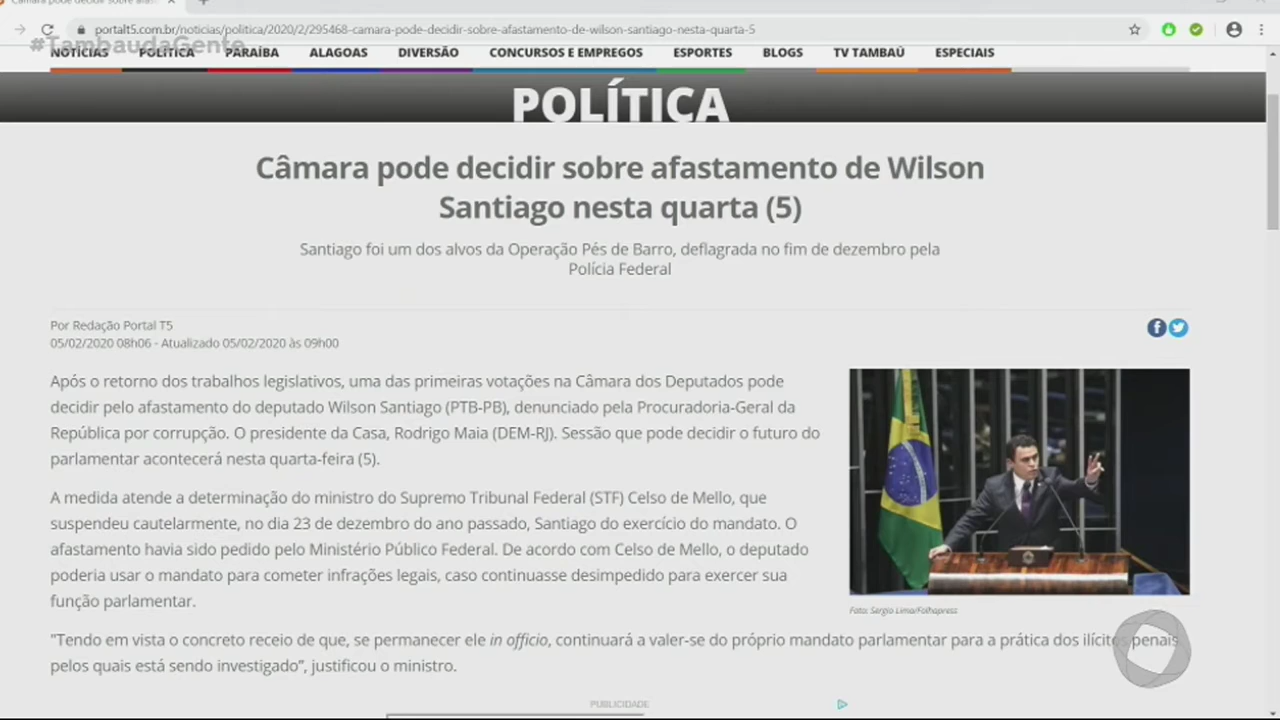 Câmara pode decidir sobre afas
portalt5.com.br/noticias/politica/2020/2/295468-camara-pode-decidir-sobre-afastamento-de-wilson-santiago-nesta-quarta-5
#TambaudaGente
NOTÍCIAS POLÍTICA PARAÍBA ALAGOAS DIVERSÃO CONCURSOS E EMPREGOS ESPORTES BLOGS TV TAMBAÚ ESPECIAIS
POLÍTICA
Câmara pode decidir sobre afastamento de Wilson
Santiago nesta quarta (5)
Santiago foi um dos alvos da Operação Pés de Barro, deflagrada no fim de dezembro pela
Polícia Federal
Por Redação Portal T5
05/02/2020 08h06 - Atualizado 05/02/2020 às 09h00
Após o retorno dos trabalhos legislativos, uma das primeiras votações na Câmara dos Deputados pode
decidir pelo afastamento do deputado Wilson Santiago (PTB-PB), denunciado pela Procuradoria-Geral da
República por corrupção. O presidente da Casa, Rodrigo Maia (DEM-RJ). Sessão que pode decidir o futuro do
parlamentar acontecerá nesta quarta-feira (5).
A medida atende a determinação do ministro do Supremo Tribunal Federal (STF) Celso de Mello, que
suspendeu cautelarmente, no dia 23 de dezembro do ano passado, Santiago do exercício do mandato. O
afastamento havia sido pedido pelo Ministério Público Federal. De acordo com Celso de Mello, o deputado
poderia usar o mandato para cometer infrações legais, caso continuasse desimpedido para exercer sua
função parlamentar.
Foto: Sergio Lima/Folhapress
"Tendo em vista o concreto receio de que, se permanecer ele in officio, continuará a valer-se do próprio mandato parlamentar para a prática dos ilícitos penais
pelos quais está sendo investigado”, justificou o ministro.
PUBLICIDADE